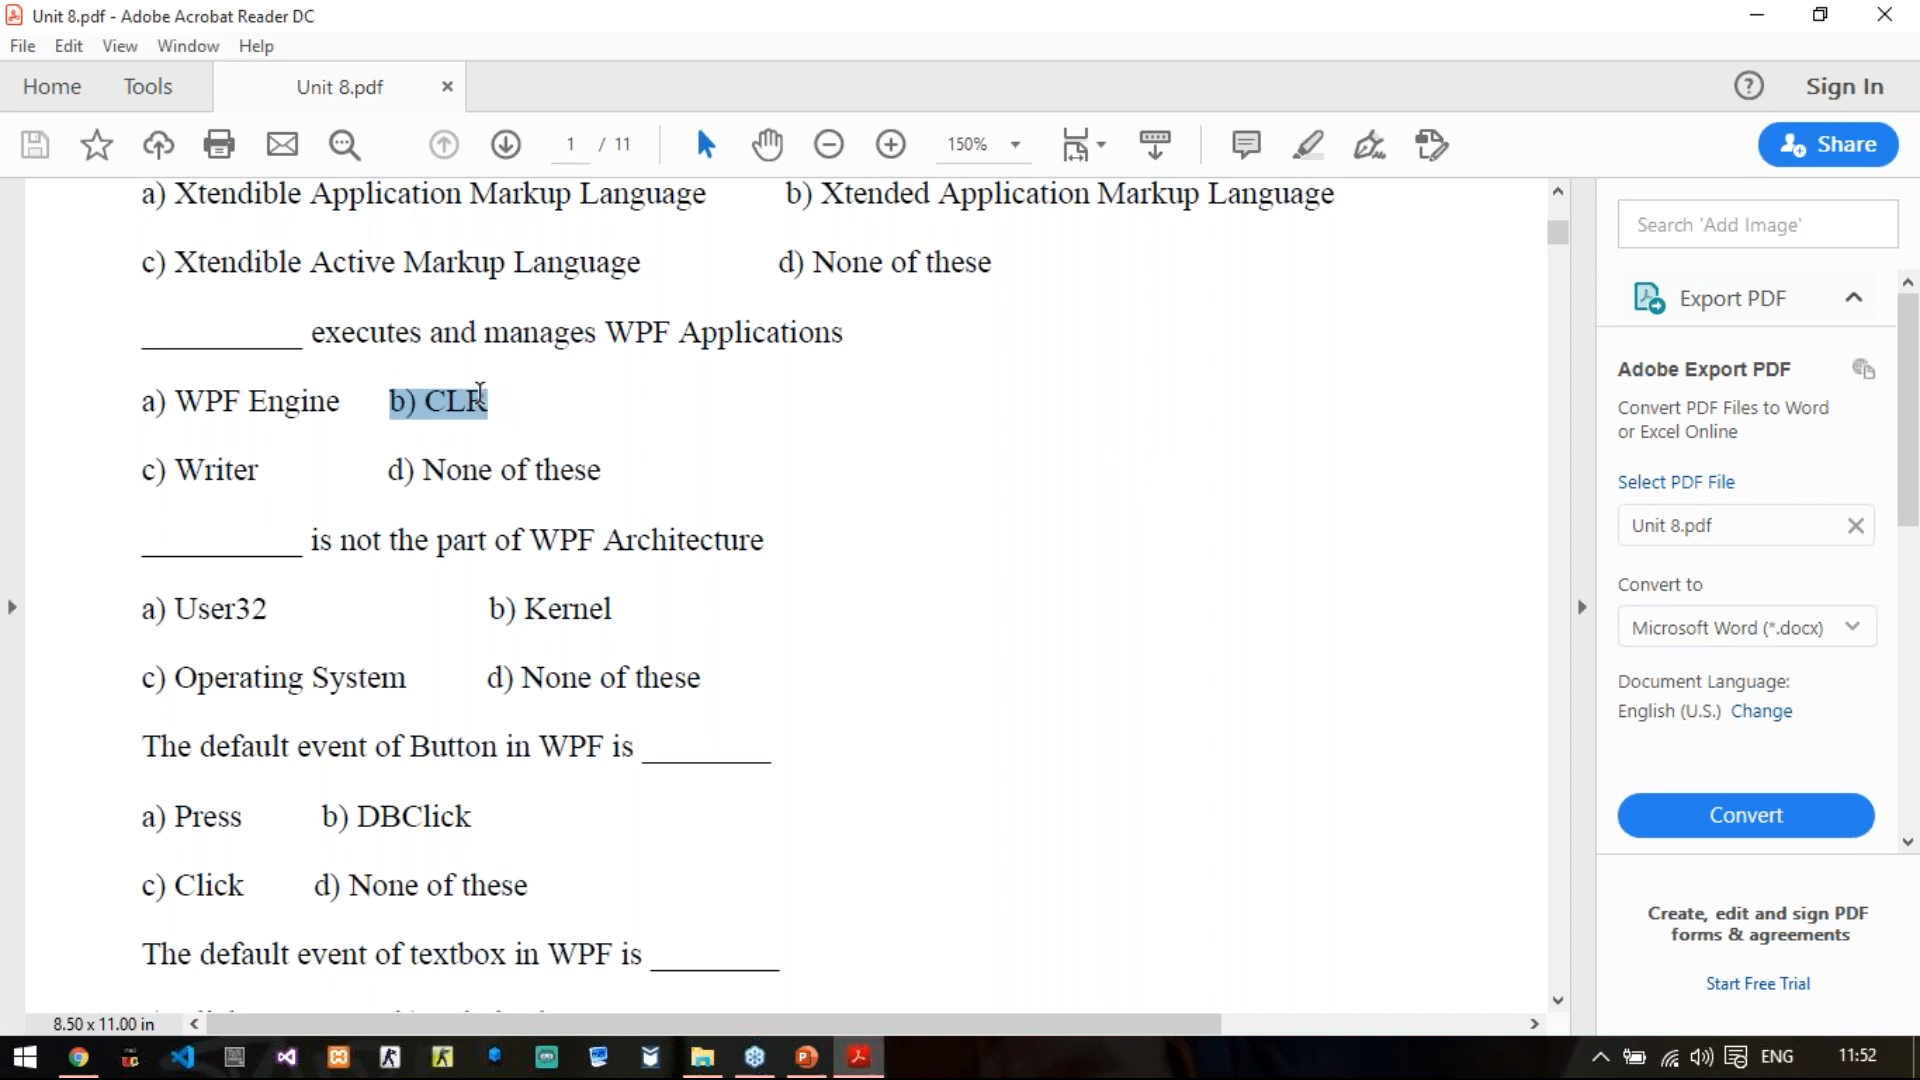 Unit 8.pdf - Adobe Acrobat Reader DC
File Edit View Window Help
Home Tools Unit 8.pdf × Sign In
1 / 11 150% Share
a) Xtendible Application Markup Language b) Xtended Application Markup Language
c) Xtendible Active Markup Language d) None of these
__________ executes and manages WPF Applications
a) WPF Engine b) CLR
c) Writer d) None of these
__________ is not the part of WPF Architecture
a) User32 b) Kernel
c) Operating System d) None of these
The default event of Button in WPF is ________
a) Press b) DBClick
c) Click d) None of these
The default event of textbox in WPF is ________
8.50 x 11.00 in
Search 'Add Image'
Export PDF
Adobe Export PDF
Convert PDF Files to Word
or Excel Online
Select PDF File
Unit 8.pdf
Convert to
Microsoft Word (*.docx)
Document Language:
English (U.S.) Change
Convert
Create, edit and sign PDF
forms & agreements
Start Free Trial
ENG 11:52